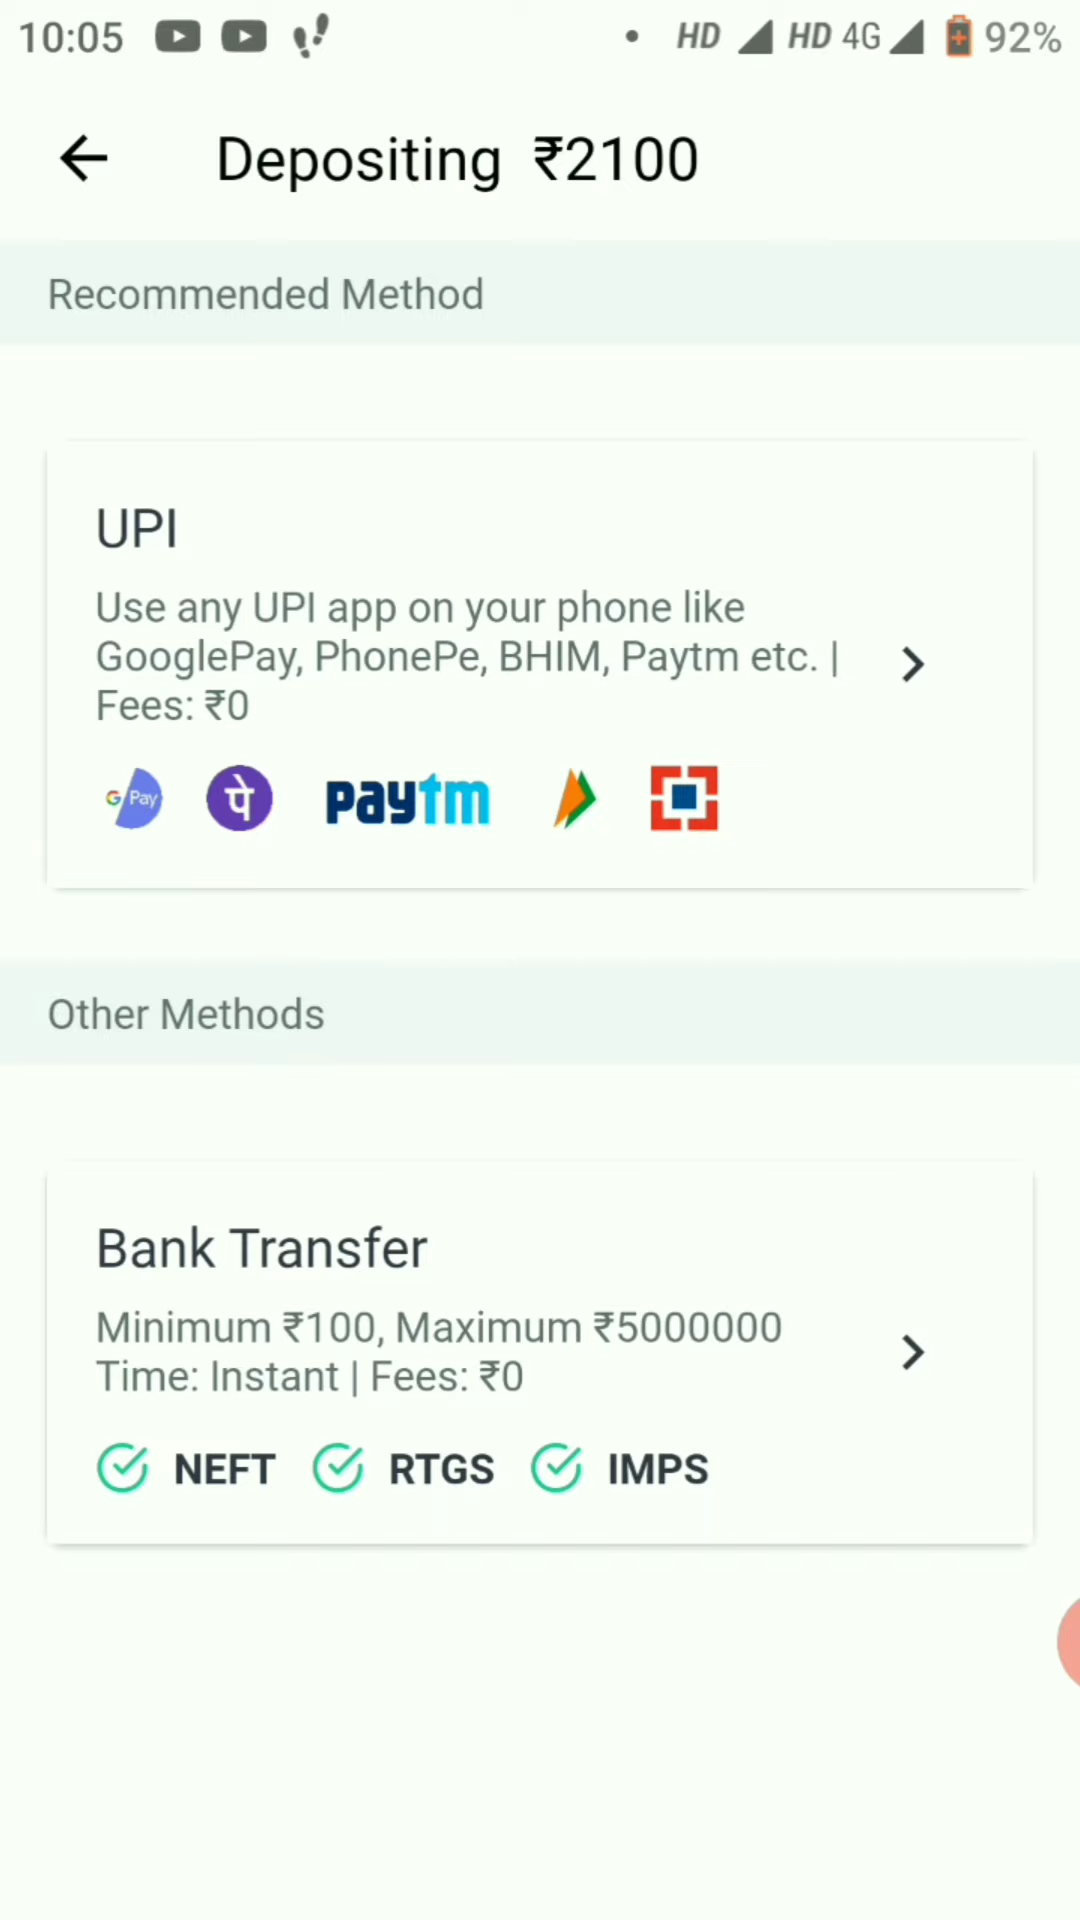 10:05 HD HD 4G 92%
Depositing ₹2100
Recommended Method
UPI
Use any UPI app on your phone like
GooglePay, PhonePe, BHIM, Paytm etc. |
Fees: ₹0
G Pay पे paytm
Other Methods
Bank Transfer
Minimum ₹100, Maximum ₹5000000
Time: Instant | Fees: ₹0
NEFT RTGS IMPS